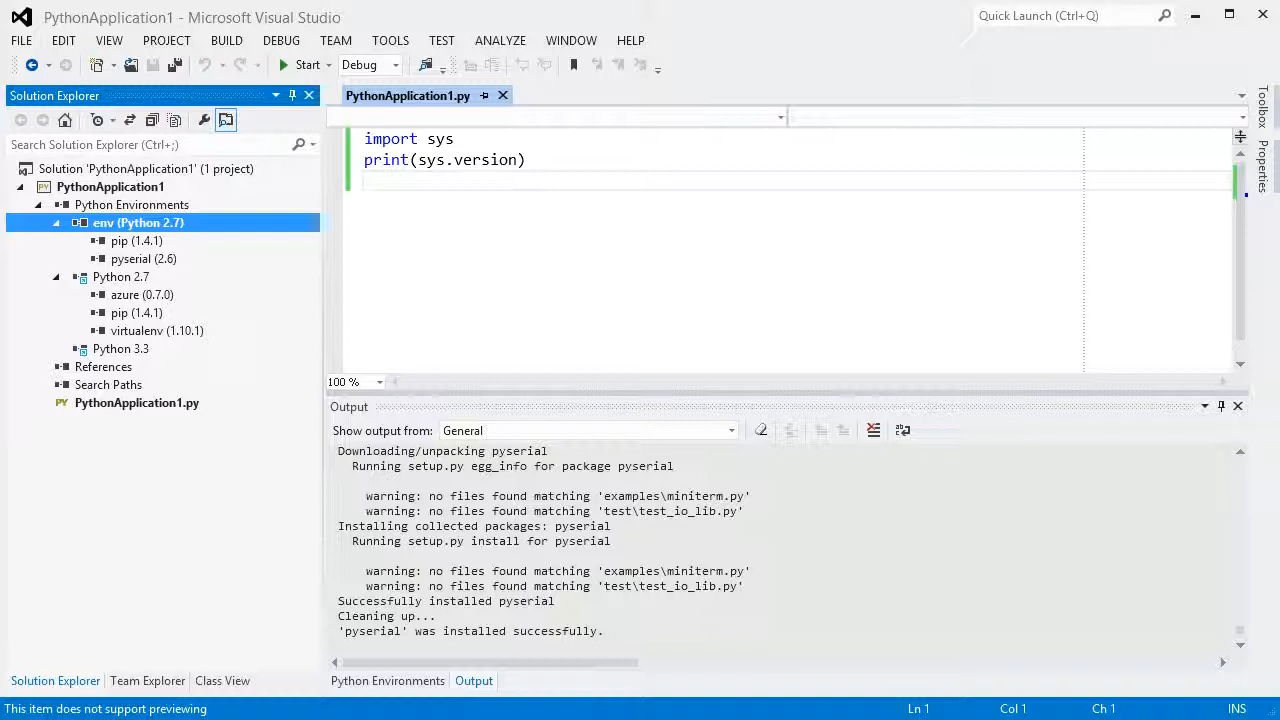 PythonApplication1 - Microsoft Visual Studio
Quick Launch (Ctrl+Q)
FILE EDIT VIEW PROJECT BUILD DEBUG TEAM TOOLS TEST ANALYZE WINDOW HELP
Start Debug
Solution Explorer
PythonApplication1.py
Toolbox
Properties
Search Solution Explorer (Ctrl+;)
Solution 'PythonApplication1' (1 project)
PythonApplication1
Python Environments
env (Python 2.7)
pip (1.4.1)
pyserial (2.6)
Python 2.7
azure (0.7.0)
pip (1.4.1)
virtualenv (1.10.1)
Python 3.3
References
Search Paths
PY PythonApplication1.py
import sys
print(sys.version)
100 %
Output
Show output from: General
Downloading/unpacking pyserial
Running setup.py egg_info for package pyserial
warning: no files found matching 'examples\miniterm.py'
warning: no files found matching 'test\test_io_lib.py'
Installing collected packages: pyserial
Running setup.py install for pyserial
warning: no files found matching 'examples\miniterm.py'
warning: no files found matching 'test\test_io_lib.py'
Successfully installed pyserial
Cleaning up...
'pyserial' was installed successfully.
Solution Explorer Team Explorer Class View
Python Environments Output
This item does not support previewing
Ln 1 Col 1 Ch 1 INS